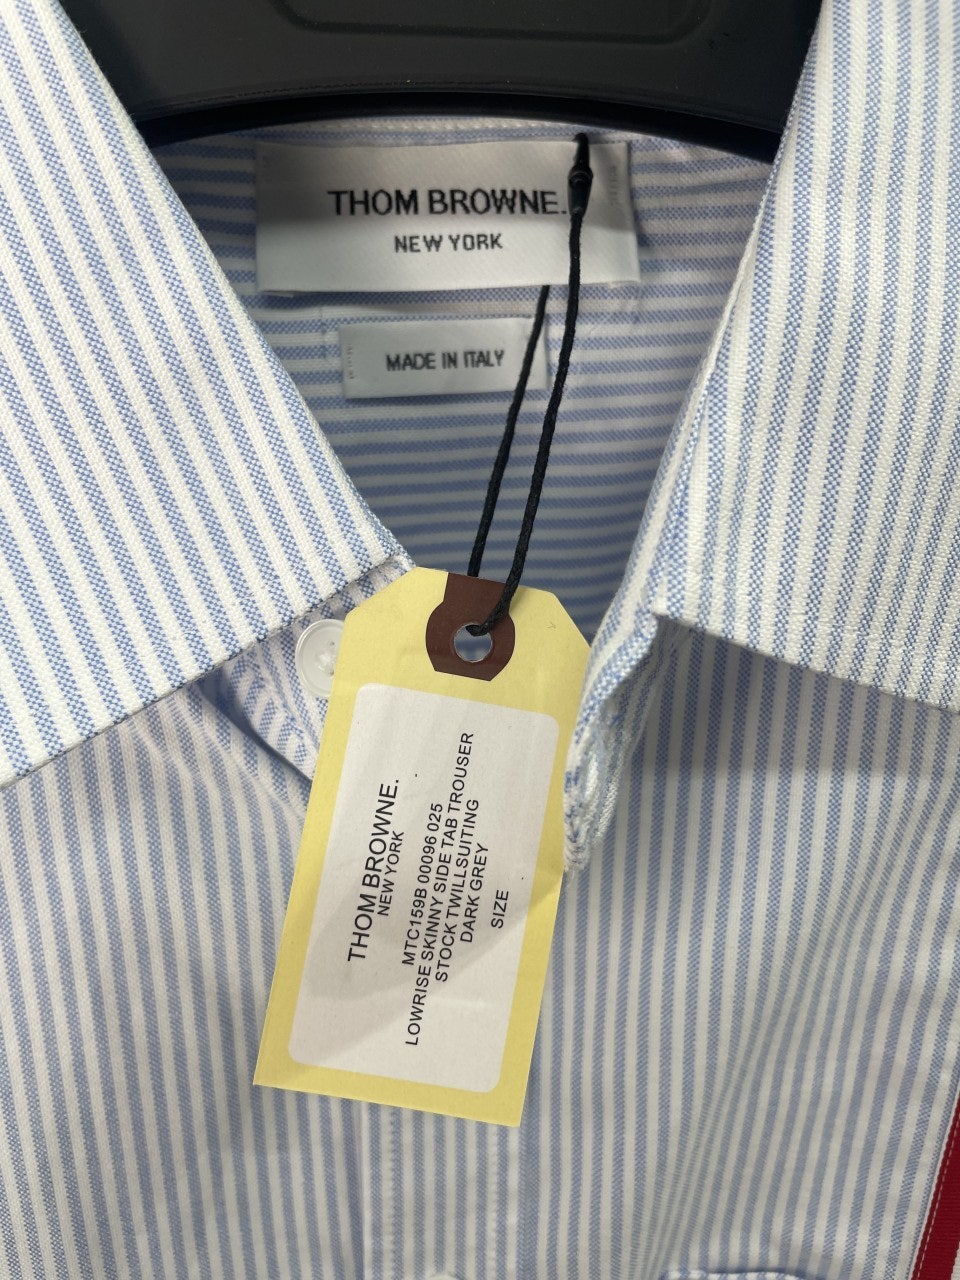 THOM BROWNE.
NEW YORK
MADE IN ITALY
THOM BROWNE.
NEW YORK
MTC159B 00096 025
LOWRISE SKINNY SIDE TAB TROUSER
STOCK TWILLSUITING
DARK GREY
SIZE